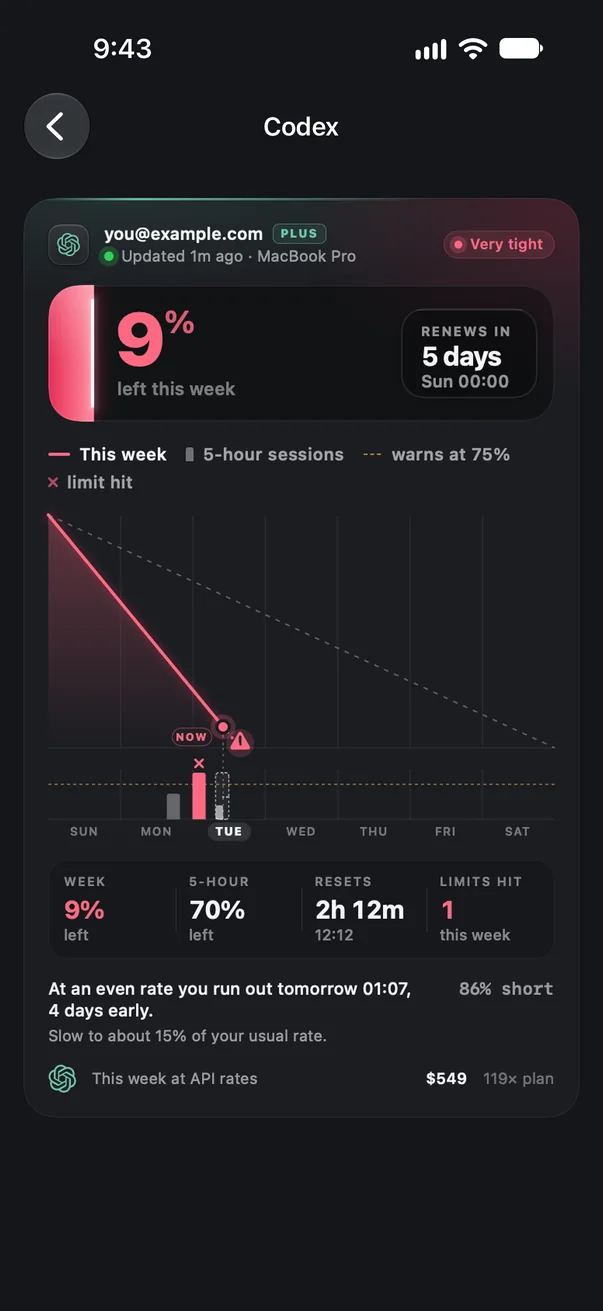 9:43
Codex
you@example.com PLUS
Updated 1m ago · MacBook Pro
Very tight
9%
left this week
RENEWS IN
5 days
Sun 00:00
This week 5-hour sessions --- warns at 75%
× limit hit
NOW
×
SUN MON TUE WED THU FRI SAT
WEEK
9%
left
5-HOUR
70%
left
RESETS
2h 12m
12:12
LIMITS HIT
1
this week
At an even rate you run out tomorrow 01:07,
4 days early.
86% short
Slow to about 15% of your usual rate.
This week at API rates $549 119× plan